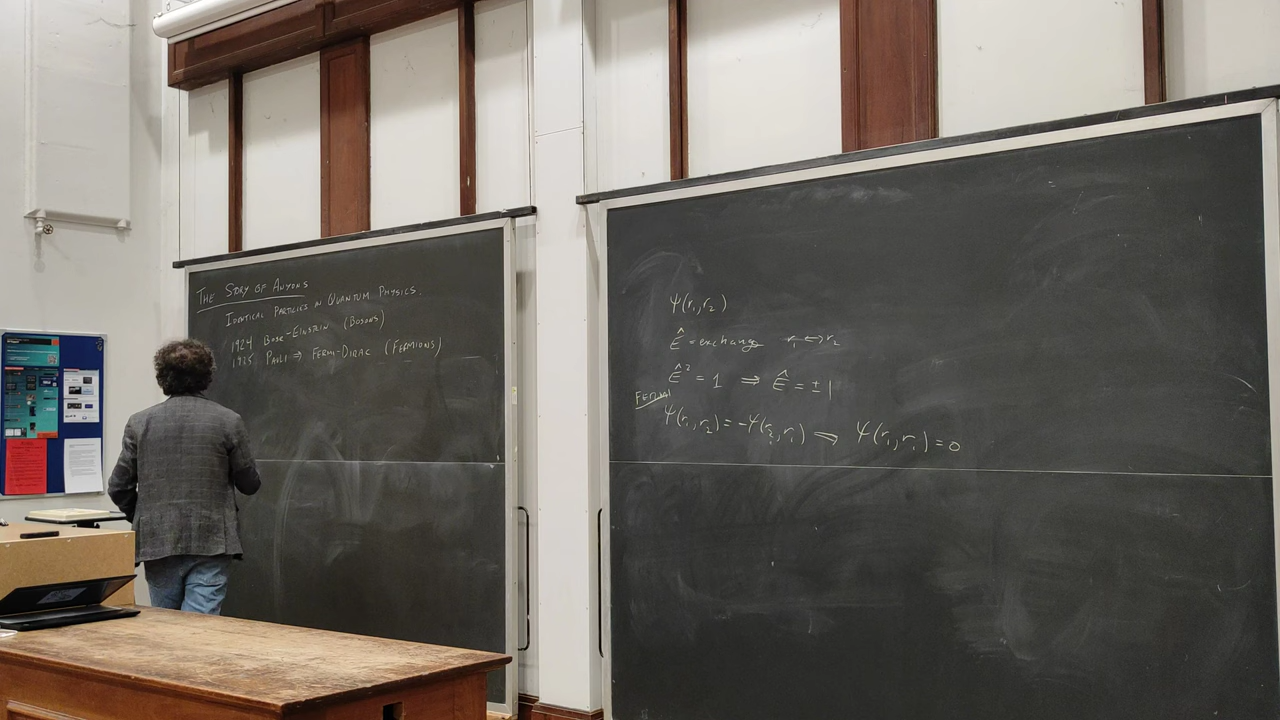 THE STORY OF ANYONS
IDENTICAL PARTICLES IN QUANTUM PHYSICS.
1924 BOSE-EINSTEIN (BOSONS)
1925 PAULI ⇒ FERMI-DIRAC (FERMIONS)
ψ(r₁,r₂)
Ê = exchange r₁ ↔ r₂
Ê² = 1 ⇒ Ê = ±1
ψ(r₁,r₂) = -ψ(r₂,r₁) ⇒ ψ(r₁,r₁) = 0